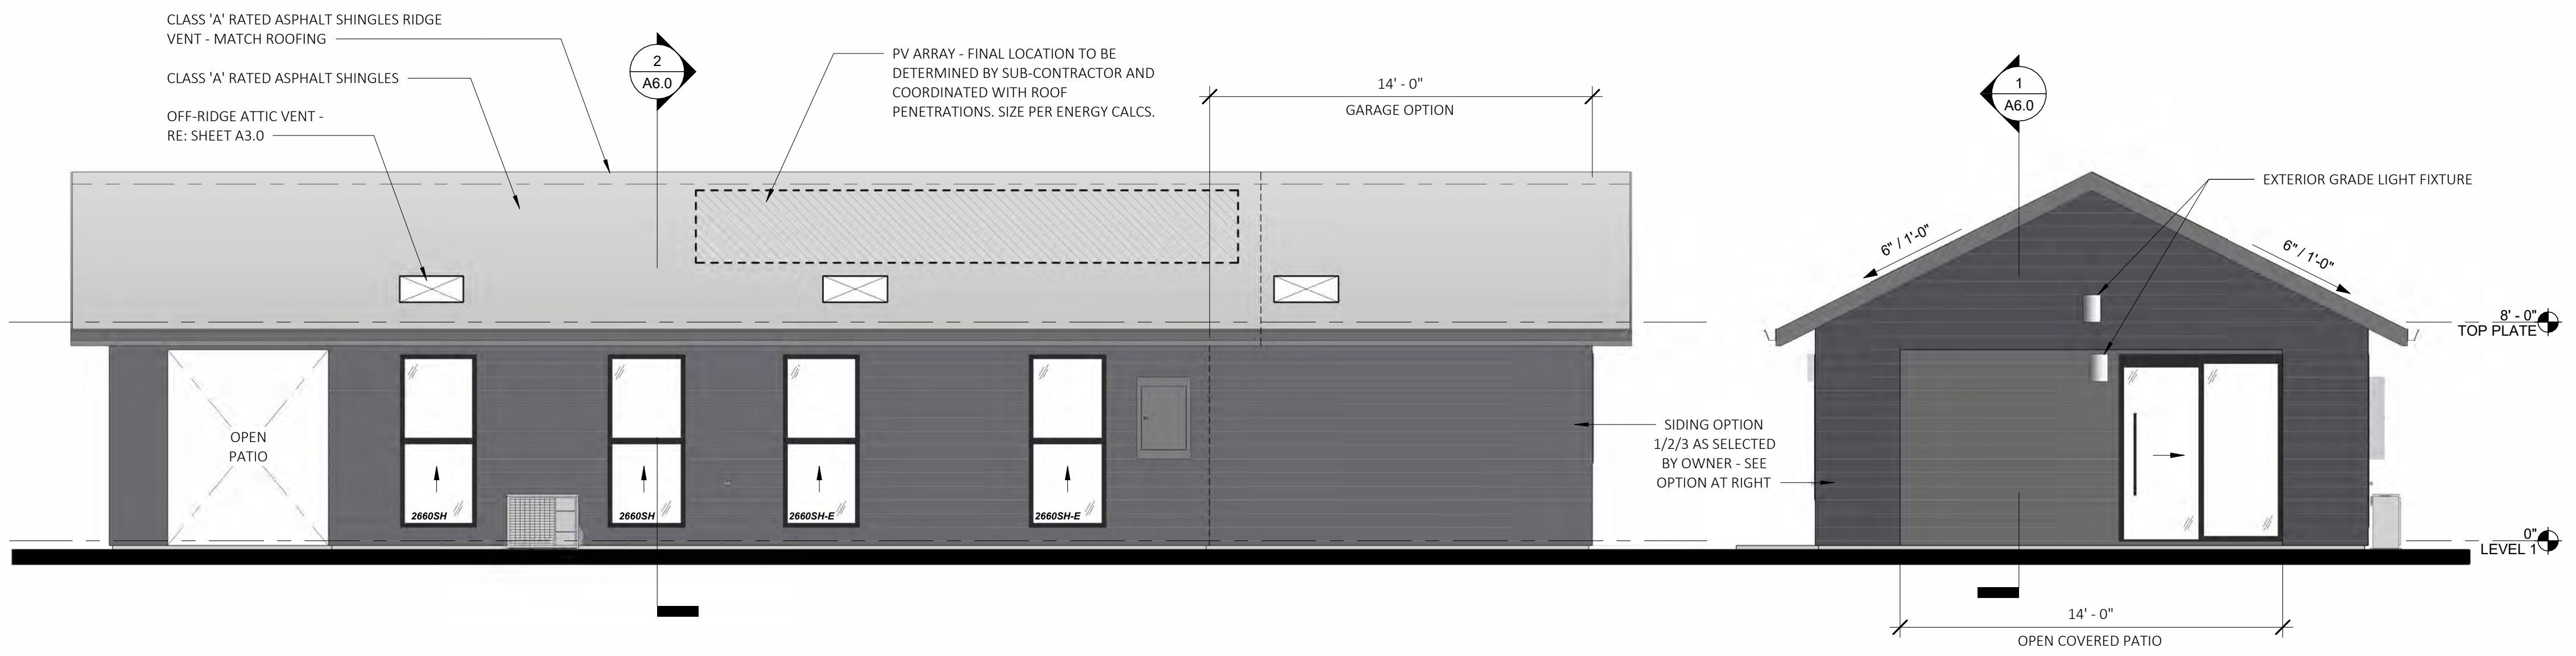 CLASS 'A' RATED ASPHALT SHINGLES RIDGE
VENT - MATCH ROOFING
CLASS 'A' RATED ASPHALT SHINGLES
OFF-RIDGE ATTIC VENT -
RE: SHEET A3.0
2
A6.0
PV ARRAY - FINAL LOCATION TO BE
DETERMINED BY SUB-CONTRACTOR AND
COORDINATED WITH ROOF
PENETRATIONS. SIZE PER ENERGY CALCS.
14' - 0"
GARAGE OPTION
OPEN
PATIO
2660SH
2660SH
2660SH-E
2660SH-E
SIDING OPTION
1/2/3 AS SELECTED
BY OWNER - SEE
OPTION AT RIGHT
1
A6.0
EXTERIOR GRADE LIGHT FIXTURE
6" / 1'-0"
6" / 1'-0"
8' - 0"
TOP PLATE
0"
LEVEL 1
14' - 0"
OPEN COVERED PATIO